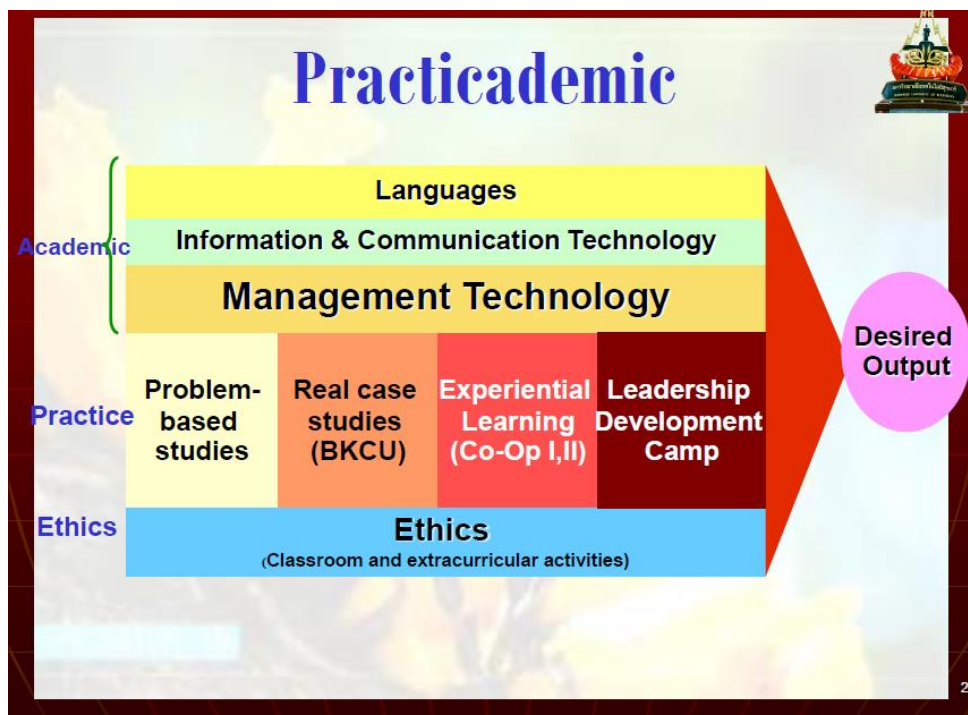 Practicademic
Academic
Languages
Information & Communication Technology
Management Technology
Practice
Problem-
based
studies
Real case
studies
(BKCU)
Experiential
Learning
(Co-Op I,II)
Leadership
Development
Camp
Desired
Output
Ethics
Ethics
(Classroom and extracurricular activities)
2